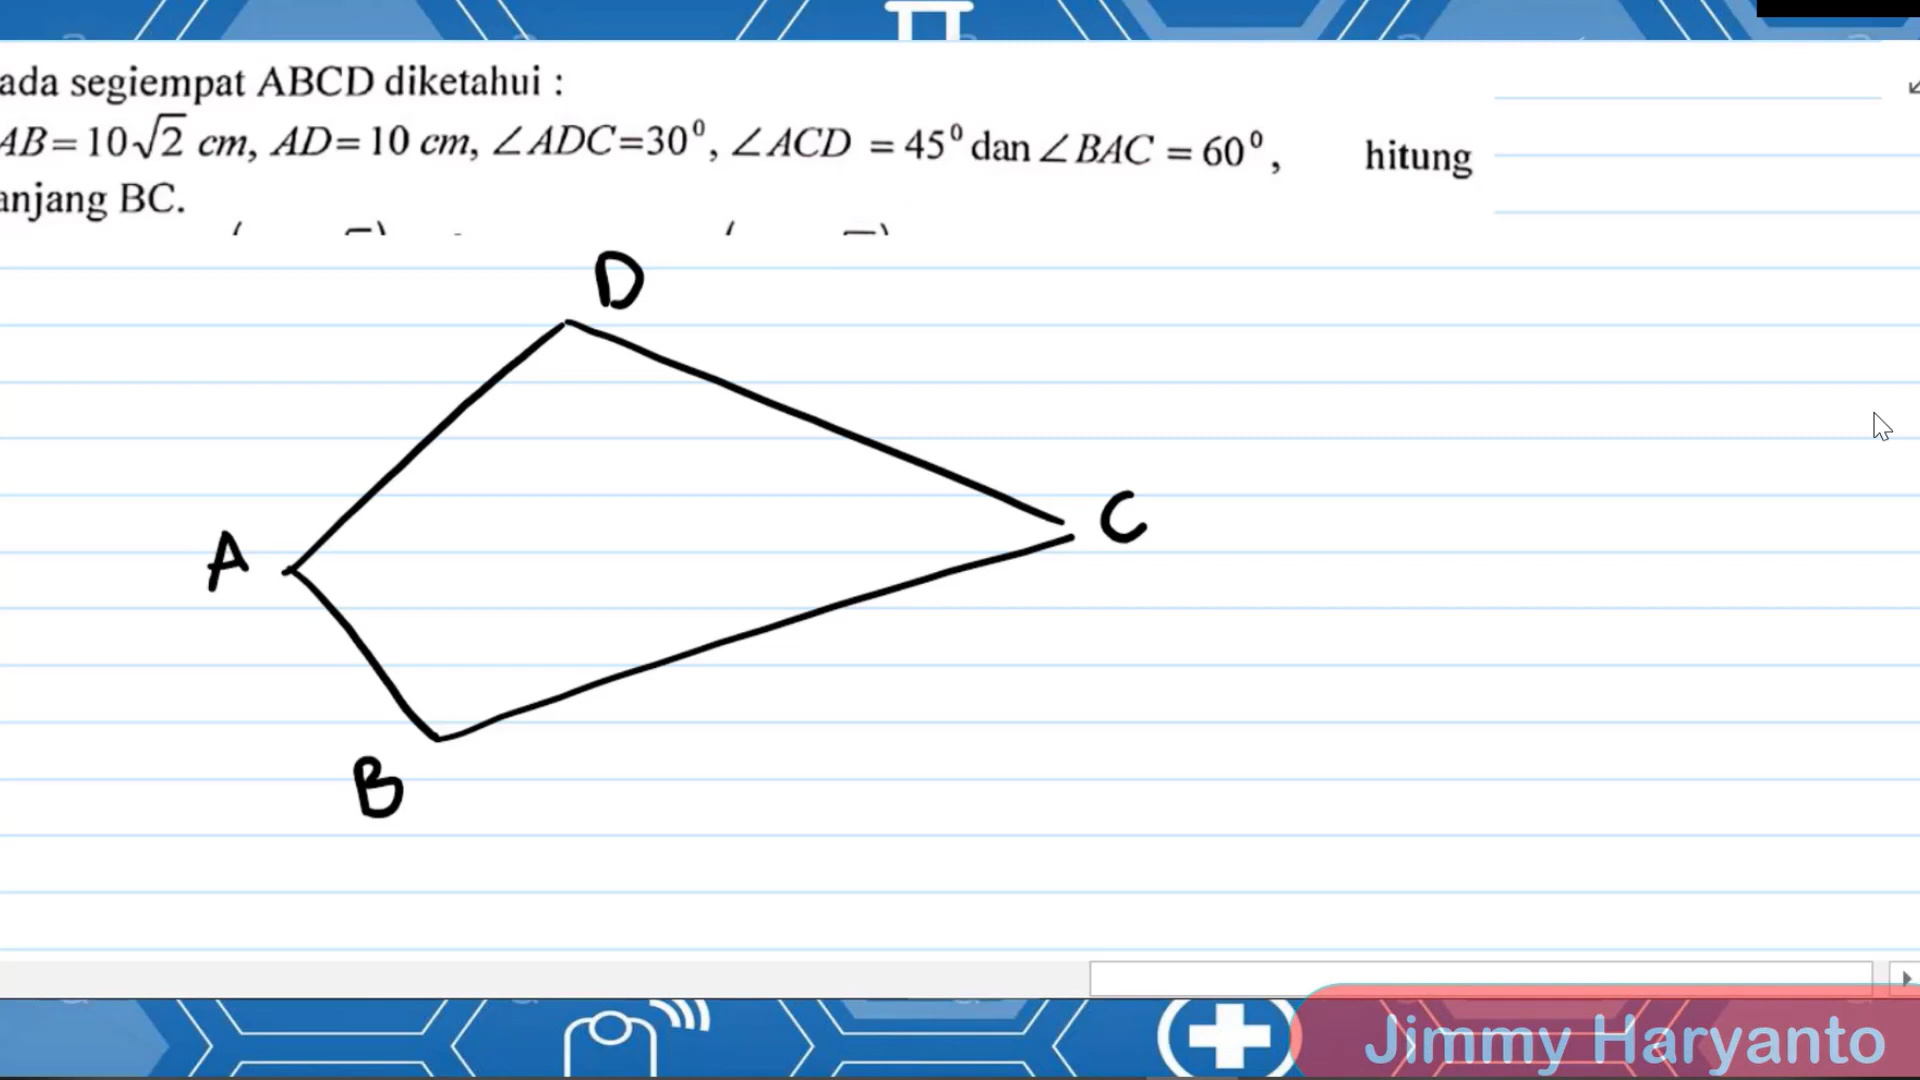 ada segiempat ABCD diketahui :
AB = 10√2 cm, AD = 10 cm, ∠ADC=30⁰, ∠ACD = 45⁰ dan ∠BAC = 60⁰, hitung
anjang BC.
D
C
A
B
Jimmy Haryanto